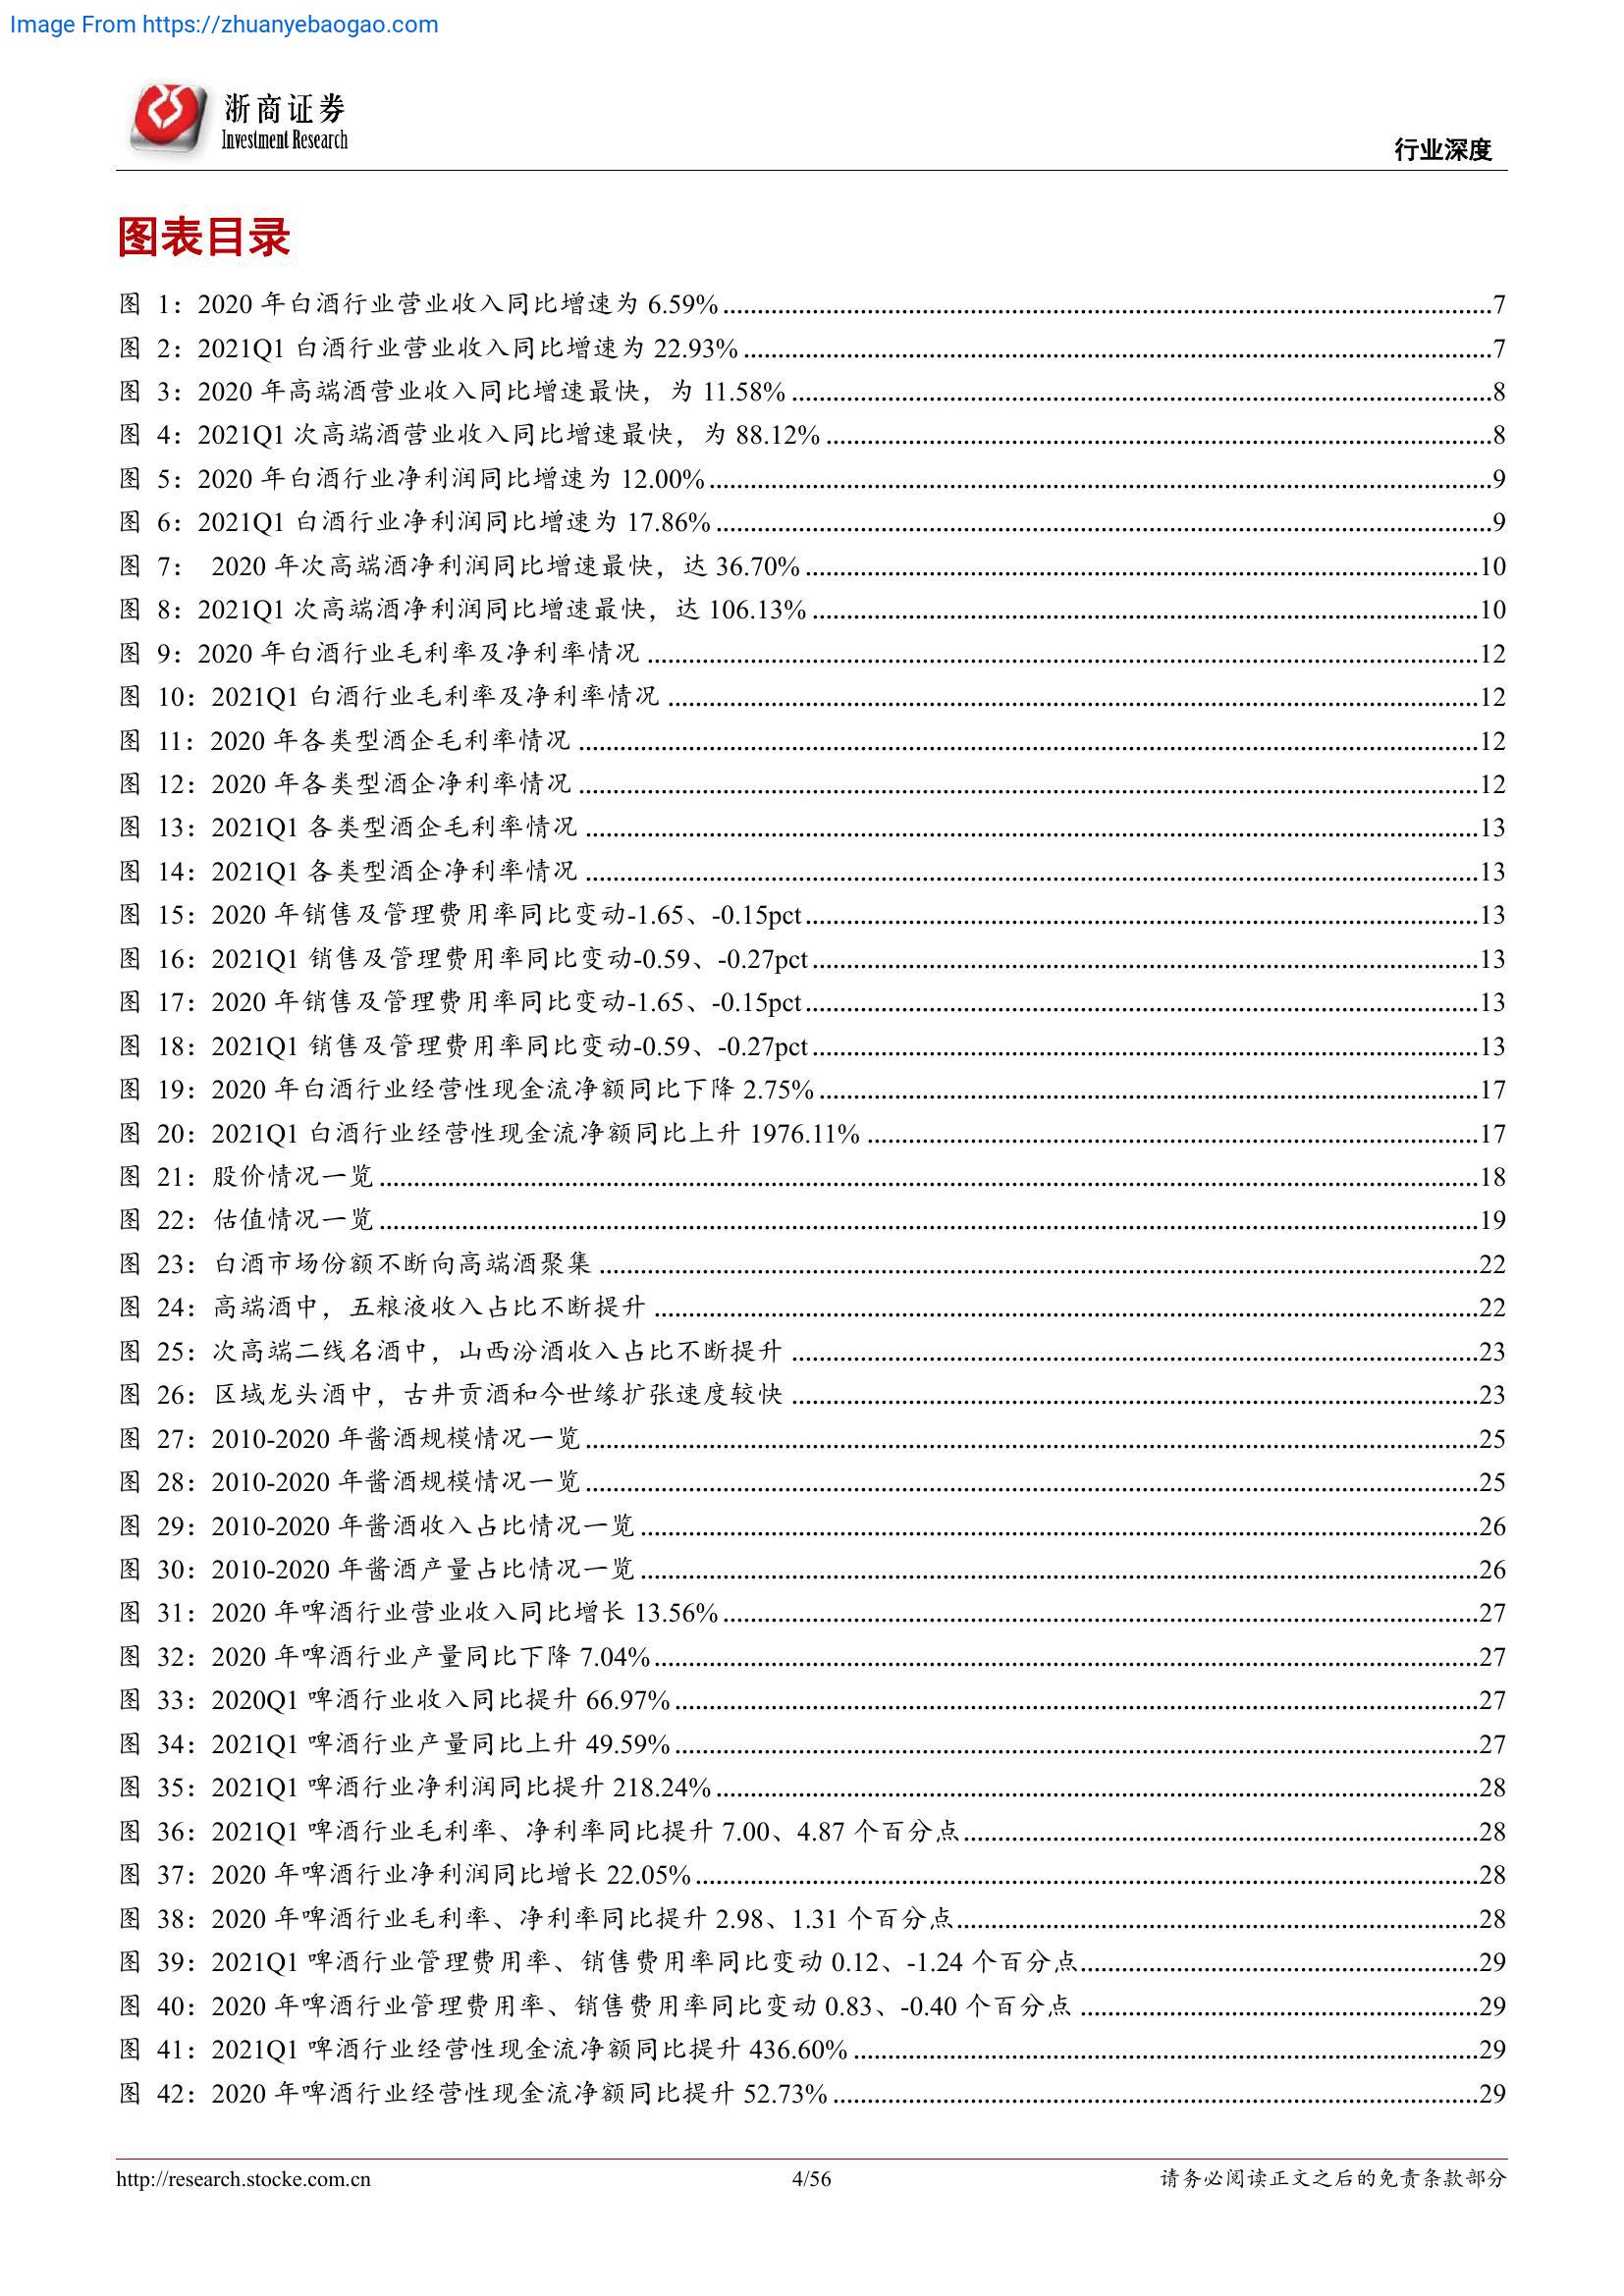 Image From https://zhuanyebaogao.com
浙商证券
Investment Research
行业深度
图表目录
图 1：2020 年白酒行业营业收入同比增速为 6.59%................7
图 2：2021Q1 白酒行业营业收入同比增速为 22.93%................7
图 3：2020 年高端酒营业收入同比增速最快，为 11.58%................8
图 4：2021Q1 次高端酒营业收入同比增速最快，为 88.12%................8
图 5：2020 年白酒行业净利润同比增速为 12.00%................9
图 6：2021Q1 白酒行业净利润同比增速为 17.86%................9
图 7： 2020 年次高端酒净利润同比增速最快，达 36.70%................10
图 8：2021Q1 次高端酒净利润同比增速最快，达 106.13%................10
图 9：2020 年白酒行业毛利率及净利率情况................12
图 10：2021Q1 白酒行业毛利率及净利率情况................12
图 11：2020 年各类型酒企毛利率情况................12
图 12：2020 年各类型酒企净利率情况................12
图 13：2021Q1 各类型酒企毛利率情况................13
图 14：2021Q1 各类型酒企净利率情况................13
图 15：2020 年销售及管理费用率同比变动-1.65、-0.15pct................13
图 16：2021Q1 销售及管理费用率同比变动-0.59、-0.27pct................13
图 17：2020 年销售及管理费用率同比变动-1.65、-0.15pct................13
图 18：2021Q1 销售及管理费用率同比变动-0.59、-0.27pct................13
图 19：2020 年白酒行业经营性现金流净额同比下降 2.75%................17
图 20：2021Q1 白酒行业经营性现金流净额同比上升 1976.11%................17
图 21：股价情况一览................18
图 22：估值情况一览................19
图 23：白酒市场份额不断向高端酒聚集................22
图 24：高端酒中，五粮液收入占比不断提升................22
图 25：次高端二线名酒中，山西汾酒收入占比不断提升................23
图 26：区域龙头酒中，古井贡酒和今世缘扩张速度较快................23
图 27：2010-2020 年酱酒规模情况一览................25
图 28：2010-2020 年酱酒规模情况一览................25
图 29：2010-2020 年酱酒收入占比情况一览................26
图 30：2010-2020 年酱酒产量占比情况一览................26
图 31：2020 年啤酒行业营业收入同比增长 13.56%................27
图 32：2020 年啤酒行业产量同比下降 7.04%................27
图 33：2020Q1 啤酒行业收入同比提升 66.97%................27
图 34：2021Q1 啤酒行业产量同比上升 49.59%................27
图 35：2021Q1 啤酒行业净利润同比提升 218.24%................28
图 36：2021Q1 啤酒行业毛利率、净利率同比提升 7.00、4.87 个百分点................28
图 37：2020 年啤酒行业净利润同比增长 22.05%................28
图 38：2020 年啤酒行业毛利率、净利率同比提升 2.98、1.31 个百分点................28
图 39：2021Q1 啤酒行业管理费用率、销售费用率同比变动 0.12、-1.24 个百分点................29
图 40：2020 年啤酒行业管理费用率、销售费用率同比变动 0.83、-0.40 个百分点................29
图 41：2021Q1 啤酒行业经营性现金流净额同比提升 436.60%................29
图 42：2020 年啤酒行业经营性现金流净额同比提升 52.73%................29
http://research.stocke.com.cn
4/56
请务必阅读正文之后的免责条款部分